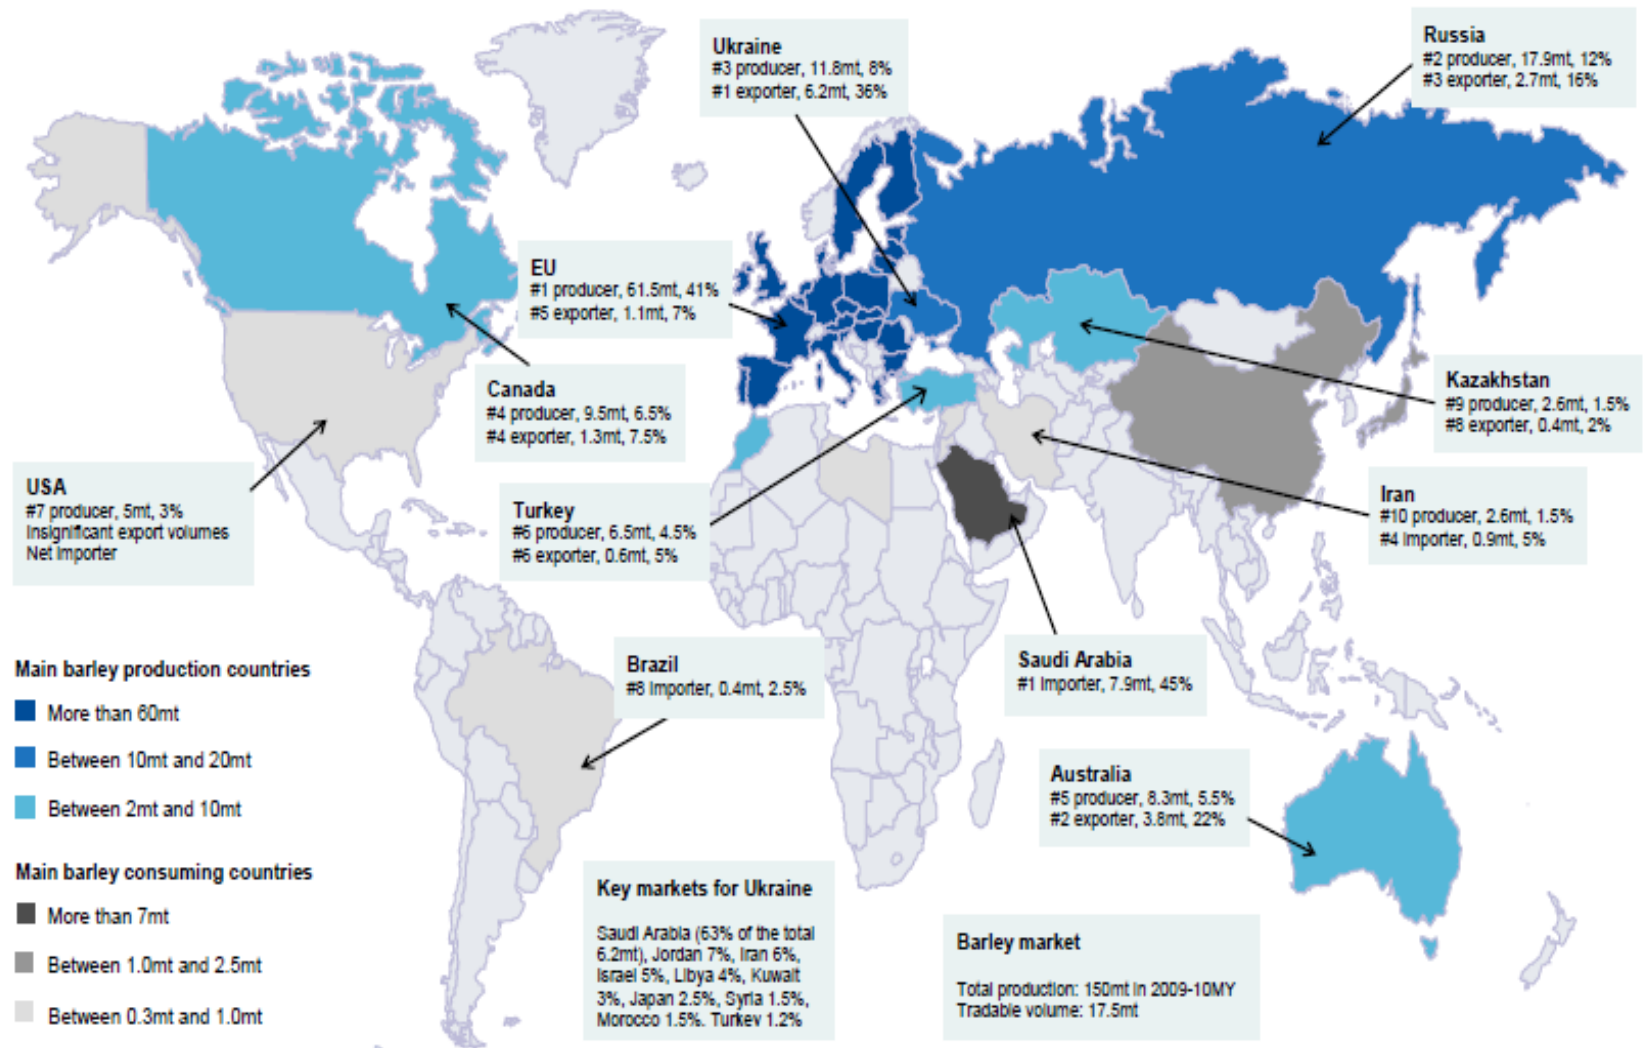 Ukraine
#3 producer, 11.8mt, 8%
#1 exporter, 6.2mt, 36%
Russia
#2 producer, 17.9mt, 12%
#3 exporter, 2.7mt, 16%
EU
#1 producer, 61.5mt, 41%
#5 exporter, 1.1mt, 7%
Canada
#4 producer, 9.5mt, 6.5%
#4 exporter, 1.3mt, 7.5%
Kazakhstan
#9 producer, 2.6mt, 1.5%
#8 exporter, 0.4mt, 2%
USA
#7 producer, 5mt, 3%
Insignificant export volumes
Net importer
Turkey
#6 producer, 6.5mt, 4.5%
#6 exporter, 0.6mt, 5%
Iran
#10 producer, 2.6mt, 1.5%
#4 importer, 0.9mt, 5%
Brazil
#8 importer, 0.4mt, 2.5%
Saudi Arabia
#1 importer, 7.9mt, 45%
Australia
#5 producer, 8.3mt, 5.5%
#2 exporter, 3.8mt, 22%
Main barley production countries
More than 60mt
Between 10mt and 20mt
Between 2mt and 10mt
Main barley consuming countries
More than 7mt
Between 1.0mt and 2.5mt
Between 0.3mt and 1.0mt
Key markets for Ukraine
Saudi Arabia (63% of the total
6.2mt), Jordan 7%, Iran 6%,
Israel 5%, Libya 4%, Kuwait
3%, Japan 2.5%, Syria 1.5%,
Morocco 1.5%. Turkey 1.2%
Barley market
Total production: 150mt in 2009-10MY
Tradable volume: 17.5mt